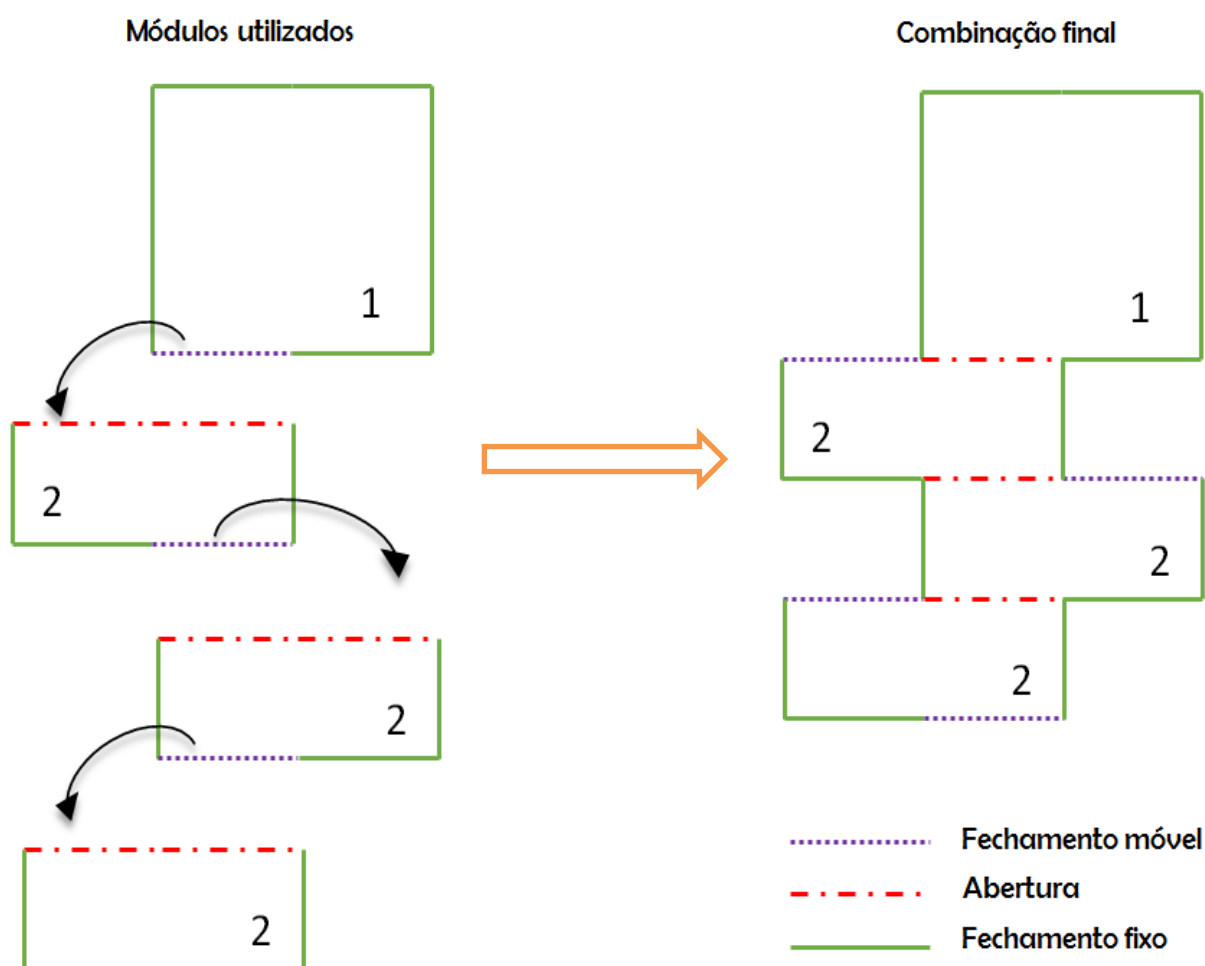 Módulos utilizados
Combinação final
1
2
2
2
1
2
2
2
Fechamento móvel
Abertura
Fechamento fixo